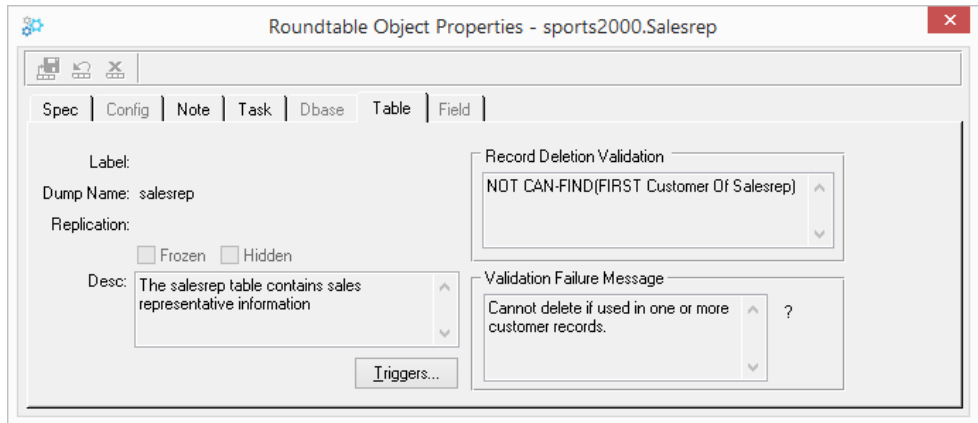 Roundtable Object Properties - sports2000.Salesrep
Spec Config Note Task Dbase Table Field
Label:
Dump Name: salesrep
Replication:
Frozen Hidden
Desc: The salesrep table contains sales
representative information
Triggers...
Record Deletion Validation
NOT CAN-FIND(FIRST Customer Of Salesrep)
Validation Failure Message
Cannot delete if used in one or more
customer records.
?